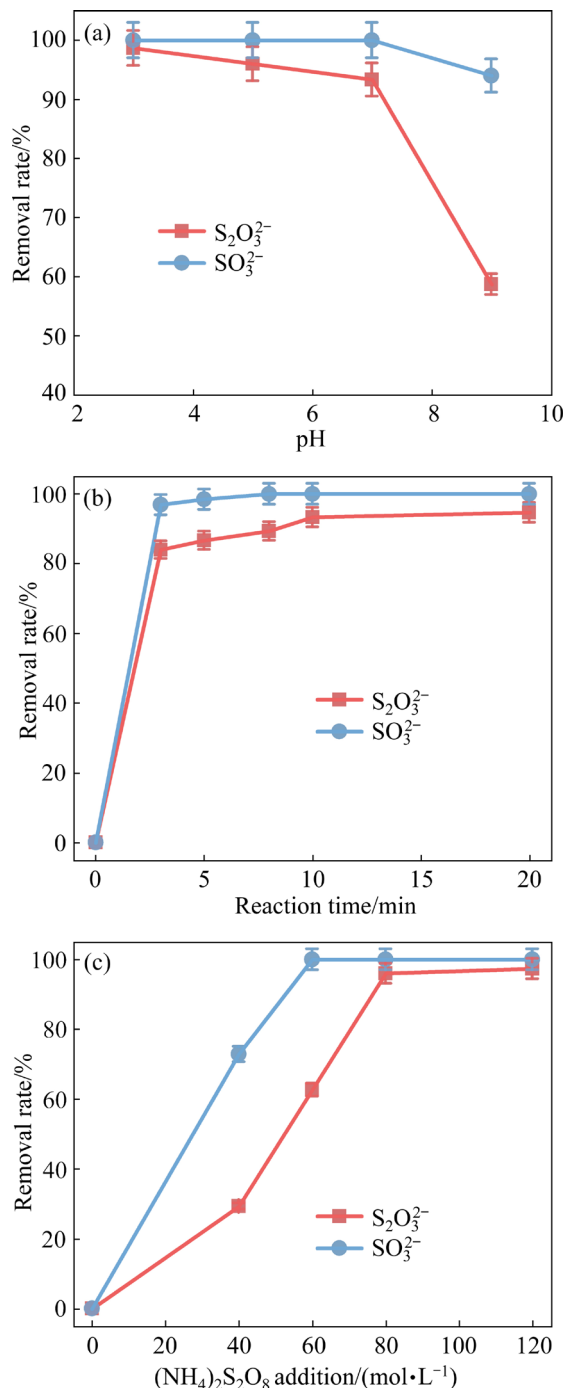 (a)
Removal rate/%
100
90
80
70
60
50
40
S₂O₃²⁻
SO₃²⁻
2 4 6 8 10
pH
(b)
Removal rate/%
100
80
60
40
20
0
S₂O₃²⁻
SO₃²⁻
0 5 10 15 20
Reaction time/min
(c)
Removal rate/%
100
80
60
40
20
0
S₂O₃²⁻
SO₃²⁻
0 20 40 60 80 100 120
(NH₄)₂S₂O₈ addition/(mol•L⁻¹)